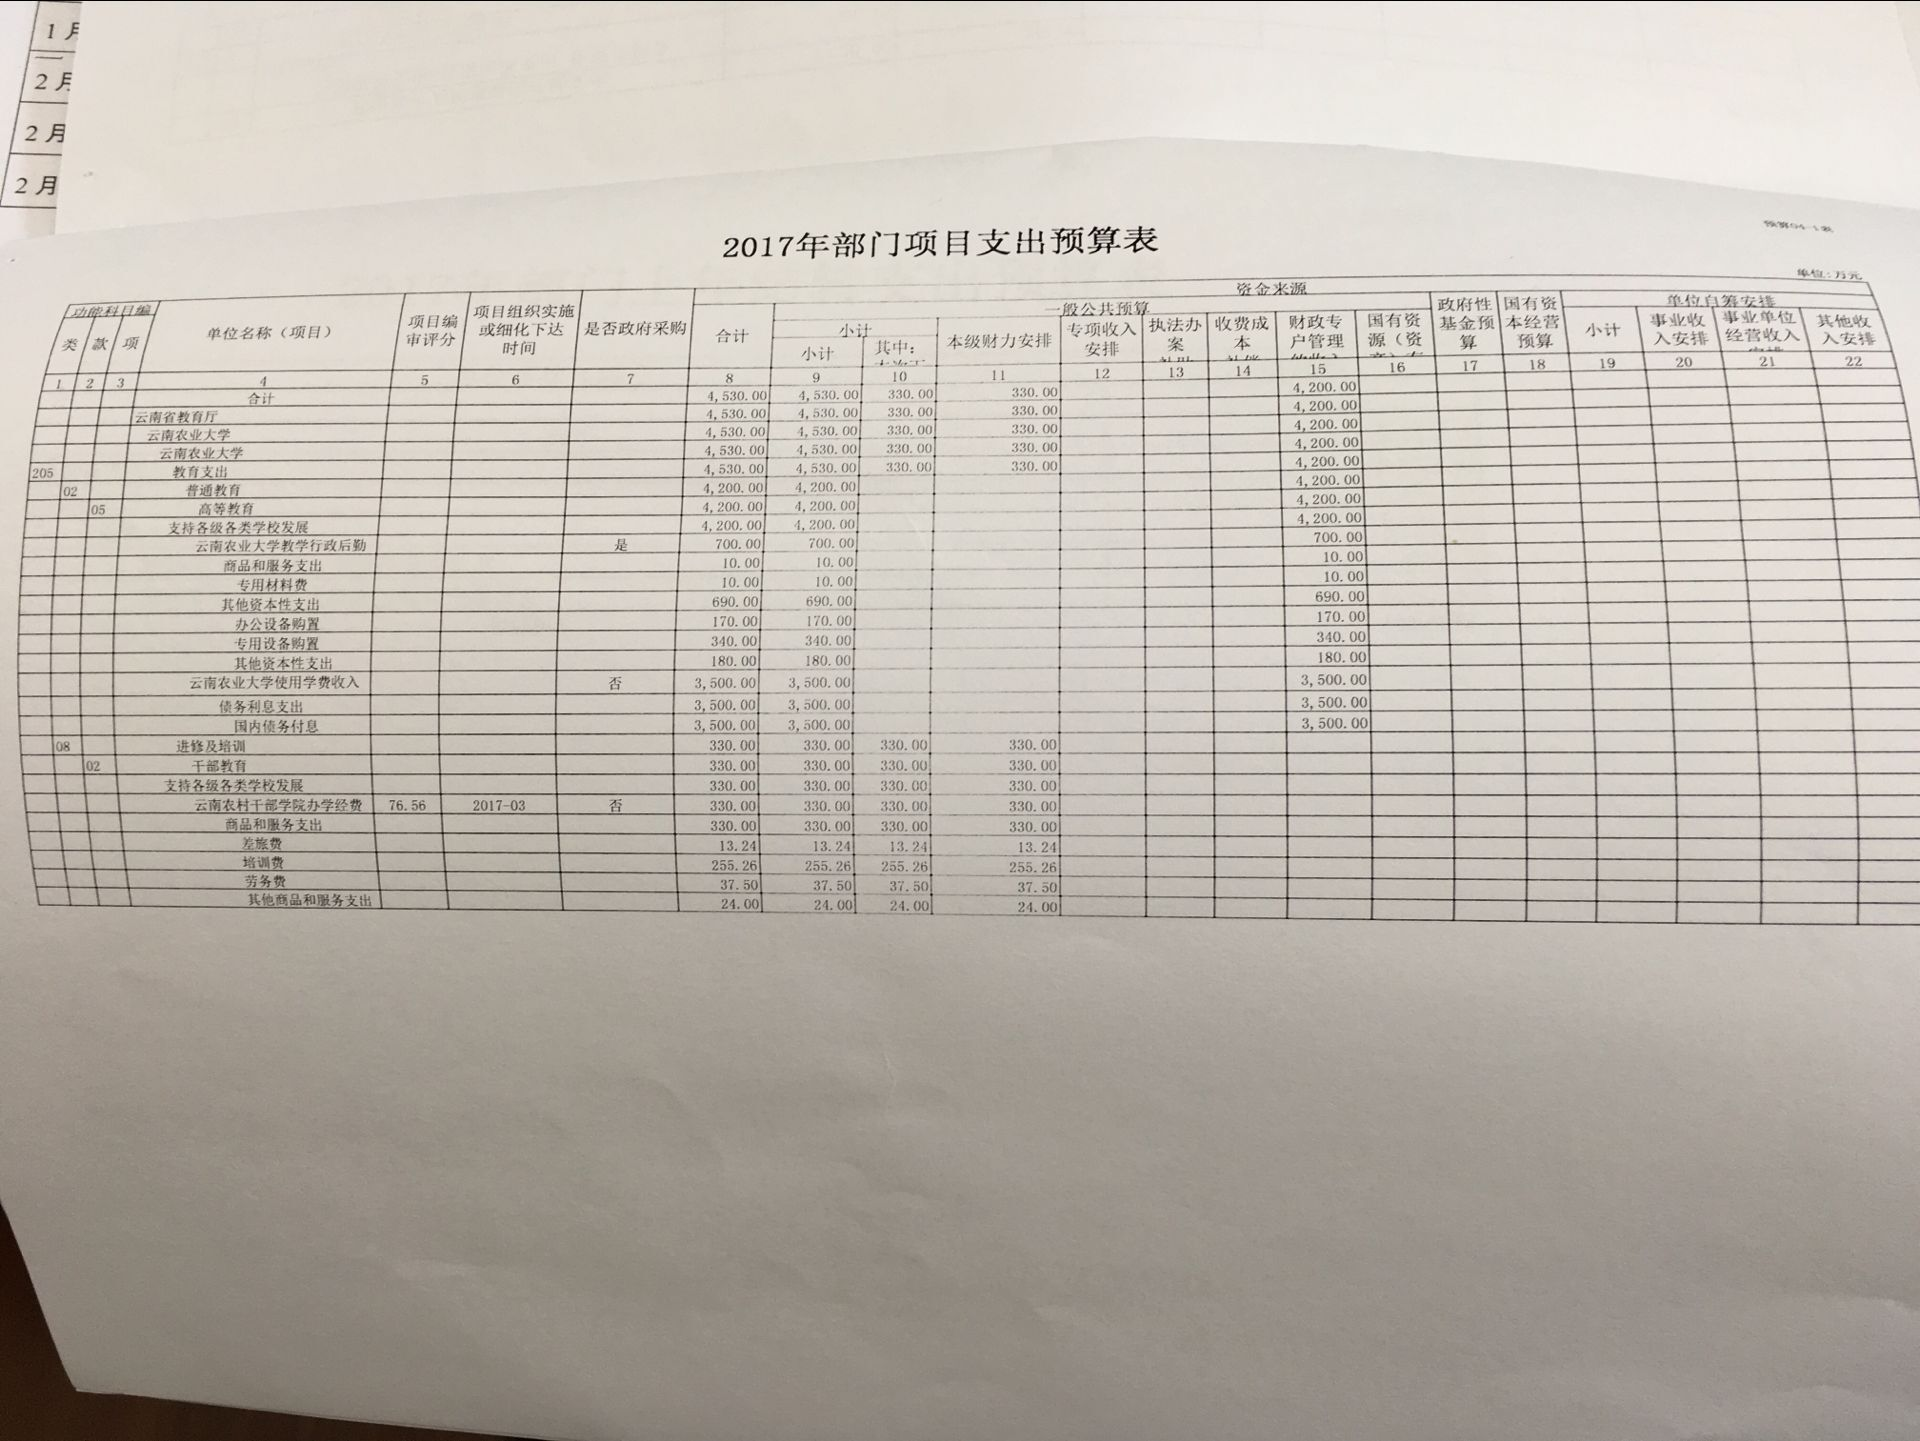 1月
2月
2月
2月
2017年部门项目支出预算表
预算04-1表
单位:万元
功能科目编 单位名称(项目) 项目编审评分 项目组织实施或细化下达时间 是否政府采购 资金来源
类 款 项 合计 一般公共预算 政府性基金预算 国有资本经营预算 单位自筹安排
小计 本级财力安排 专项收入安排 执法办案 收费成本 财政专户管理 国有资源(资 小计 事业收入安排 事业单位经营收入 其他收入安排
小计 其中:
1 2 3 4 5 6 7 8 9 10 11 12 13 14 15 16 17 18 19 20 21 22
合计 4,530.00 4,530.00 330.00 330.00 4,200.00
云南省教育厅 4,530.00 4,530.00 330.00 330.00 4,200.00
云南农业大学 4,530.00 4,530.00 330.00 330.00 4,200.00
云南农业大学 4,530.00 4,530.00 330.00 330.00 4,200.00
205 教育支出 4,530.00 4,530.00 330.00 330.00 4,200.00
02 普通教育 4,200.00 4,200.00 4,200.00
05 高等教育 4,200.00 4,200.00 4,200.00
支持各级各类学校发展 4,200.00 4,200.00 4,200.00
云南农业大学教学行政后勤 是 700.00 700.00 700.00
商品和服务支出 10.00 10.00 10.00
专用材料费 10.00 10.00 10.00
其他资本性支出 690.00 690.00 690.00
办公设备购置 170.00 170.00 170.00
专用设备购置 340.00 340.00 340.00
其他资本性支出 180.00 180.00 180.00
云南农业大学使用学费收入 否 3,500.00 3,500.00 3,500.00
债务利息支出 3,500.00 3,500.00 3,500.00
国内债务付息 3,500.00 3,500.00 3,500.00
08 进修及培训 330.00 330.00 330.00 330.00
02 干部教育 330.00 330.00 330.00 330.00
支持各级各类学校发展 330.00 330.00 330.00 330.00
云南农村干部学院办学经费 76.56 2017-03 否 330.00 330.00 330.00 330.00
商品和服务支出 330.00 330.00 330.00 330.00
差旅费 13.24 13.24 13.24 13.24
培训费 255.26 255.26 255.26 255.26
劳务费 37.50 37.50 37.50 37.50
其他商品和服务支出 24.00 24.00 24.00 24.00